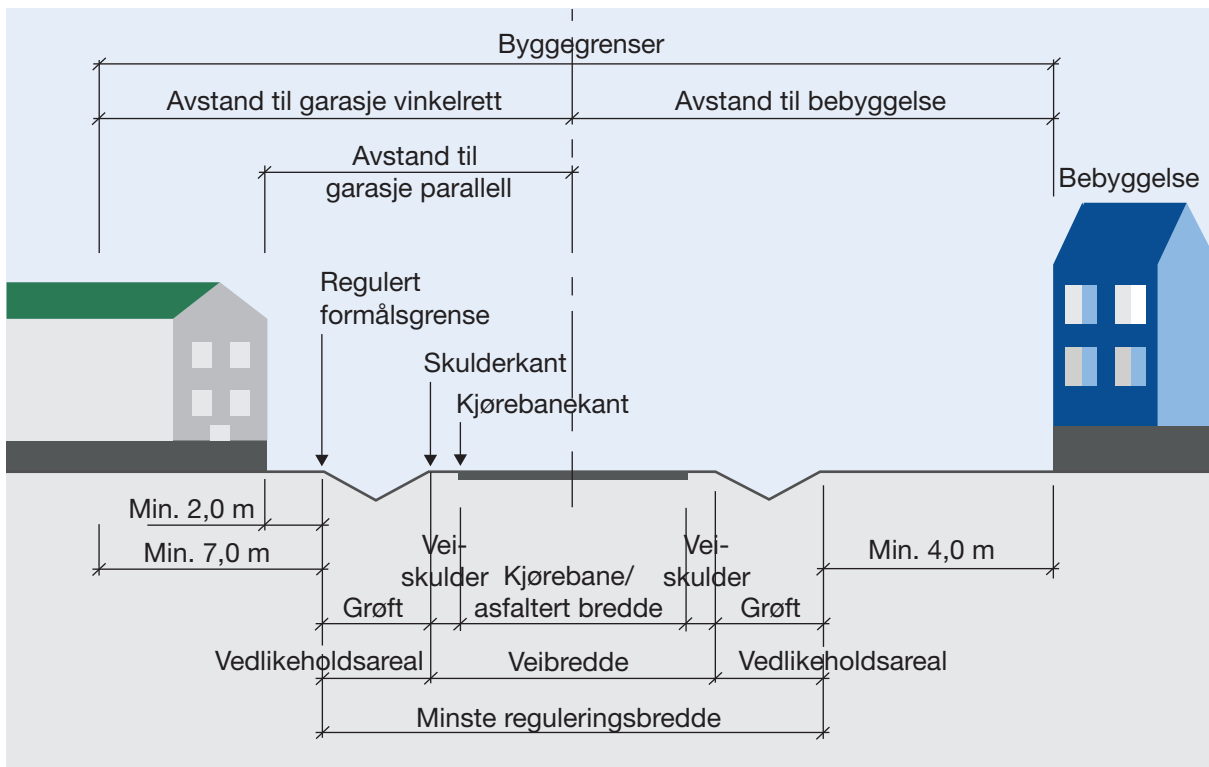 Byggegrenser
Avstand til garasje vinkelrett
Avstand til bebyggelse
Avstand til
garasje parallell
Bebyggelse
Regulert
formålsgrense
Skulderkant
Kjørebanekant
Min. 2,0 m
Min. 7,0 m
Vei-
skulder
Kjørebane/
asfaltert bredde
Vei-
skulder
Min. 4,0 m
Grøft
Grøft
Vedlikeholdsareal
Veibredde
Vedlikeholdsareal
Minste reguleringsbredde